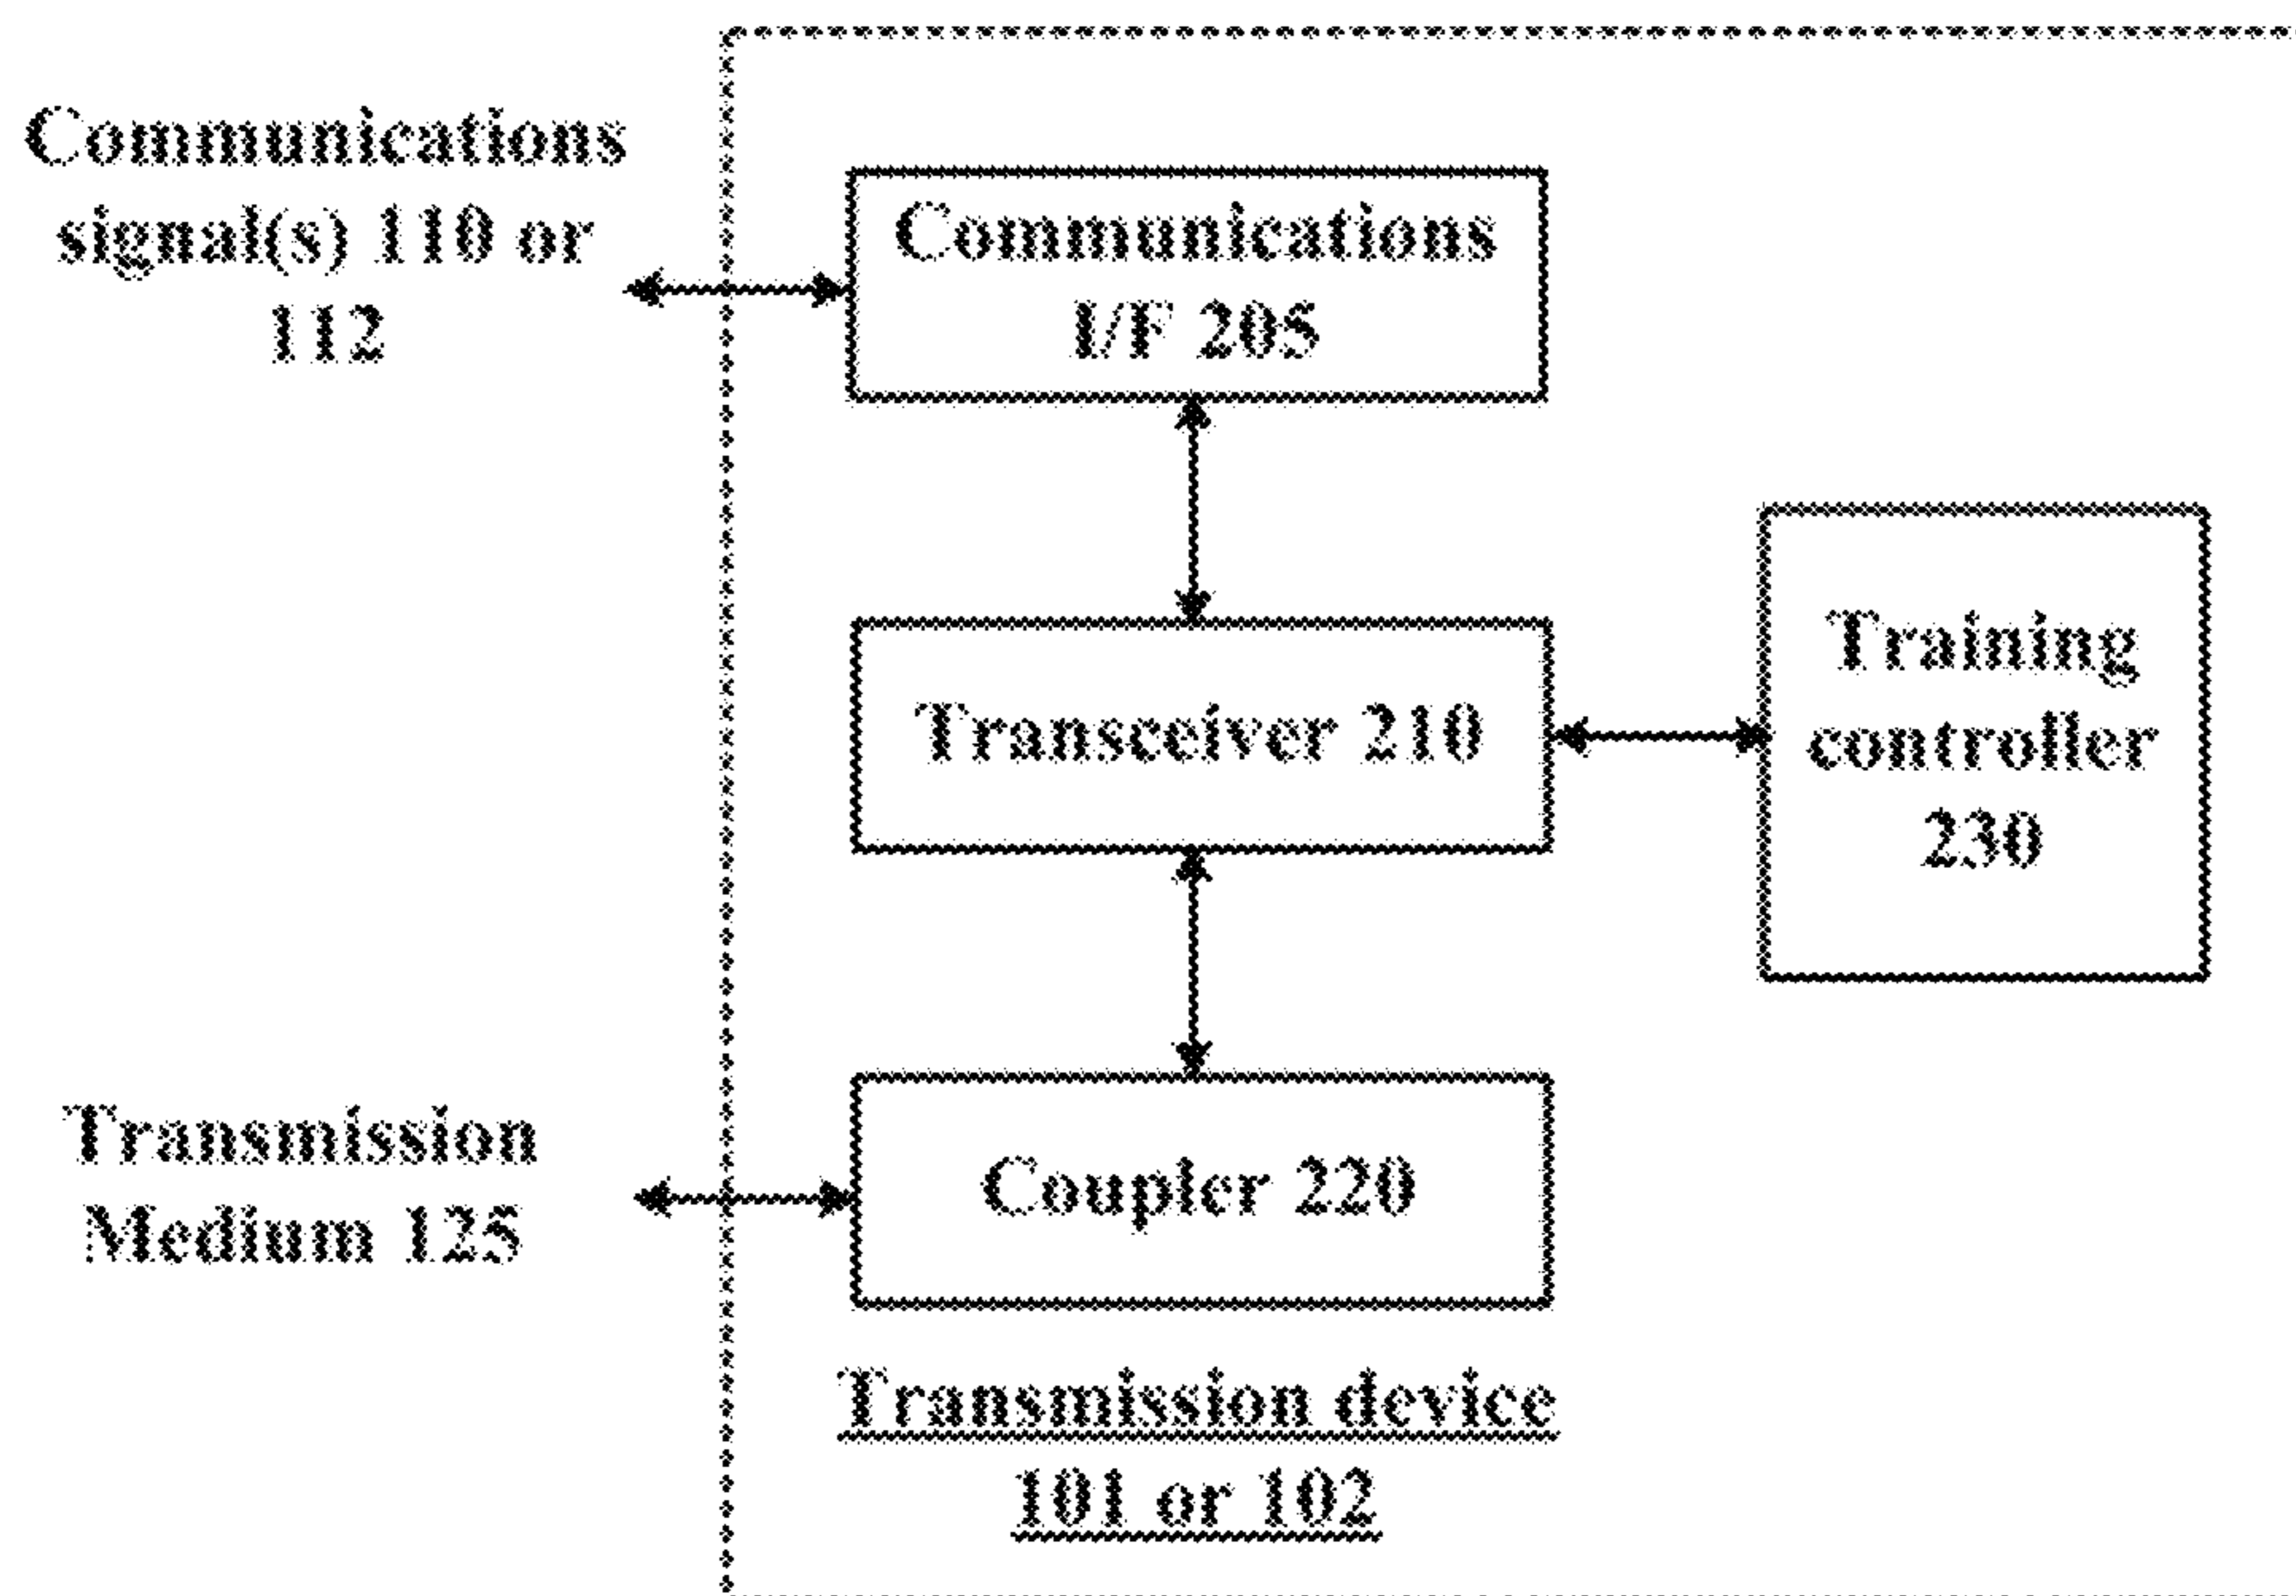 Communications
signal(s) 110 or
112
Communications
I/F 205
Transceiver 210
Training
controller
230
Transmission
Medium 125
Coupler 220
Transmission device
101 or 102